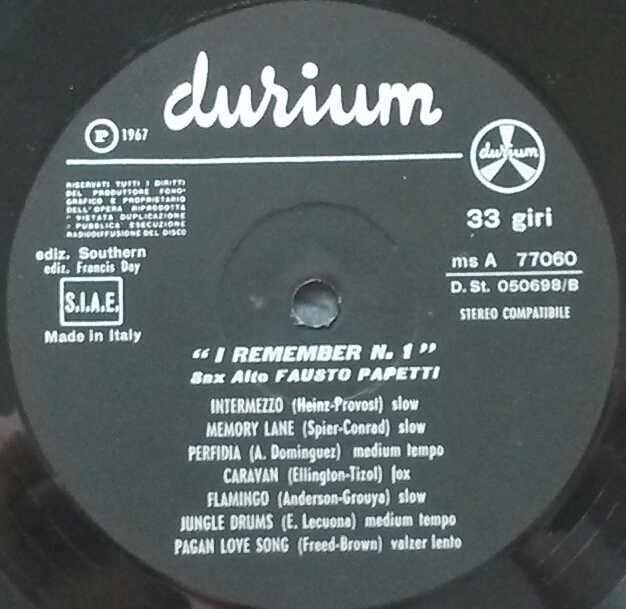 durium
P 1967
durium
RISERVATI TUTTI I DIRITTI
DEL PRODUTTORE FONO-
GRAFICO E PROPRIETARIO
DELL'OPERA RIPRODOTTA
VIETATA DUPLICAZIONE
PUBBLICA ESECUZIONE
RADIODIFFUSIONE DEL DISCO
33 giri
ediz. Southern
ediz. Francis Day
S.I.A.E.
Made in Italy
ms A 77060
D. St. 050698/B
STEREO COMPATIBILE
"I REMEMBER N. 1"
Sax Alto FAUSTO PAPETTI
INTERMEZZO (Heinz-Provost) slow
MEMORY LANE (Spier-Conrad) slow
PERFIDIA (A. Dominguez) medium tempo
CARAVAN (Ellington-Tizol) fox
FLAMINGO (Anderson-Grouya) slow
JUNGLE DRUMS (E. Lecuona) medium tempo
PAGAN LOVE SONG (Freed-Brown) valzer lento